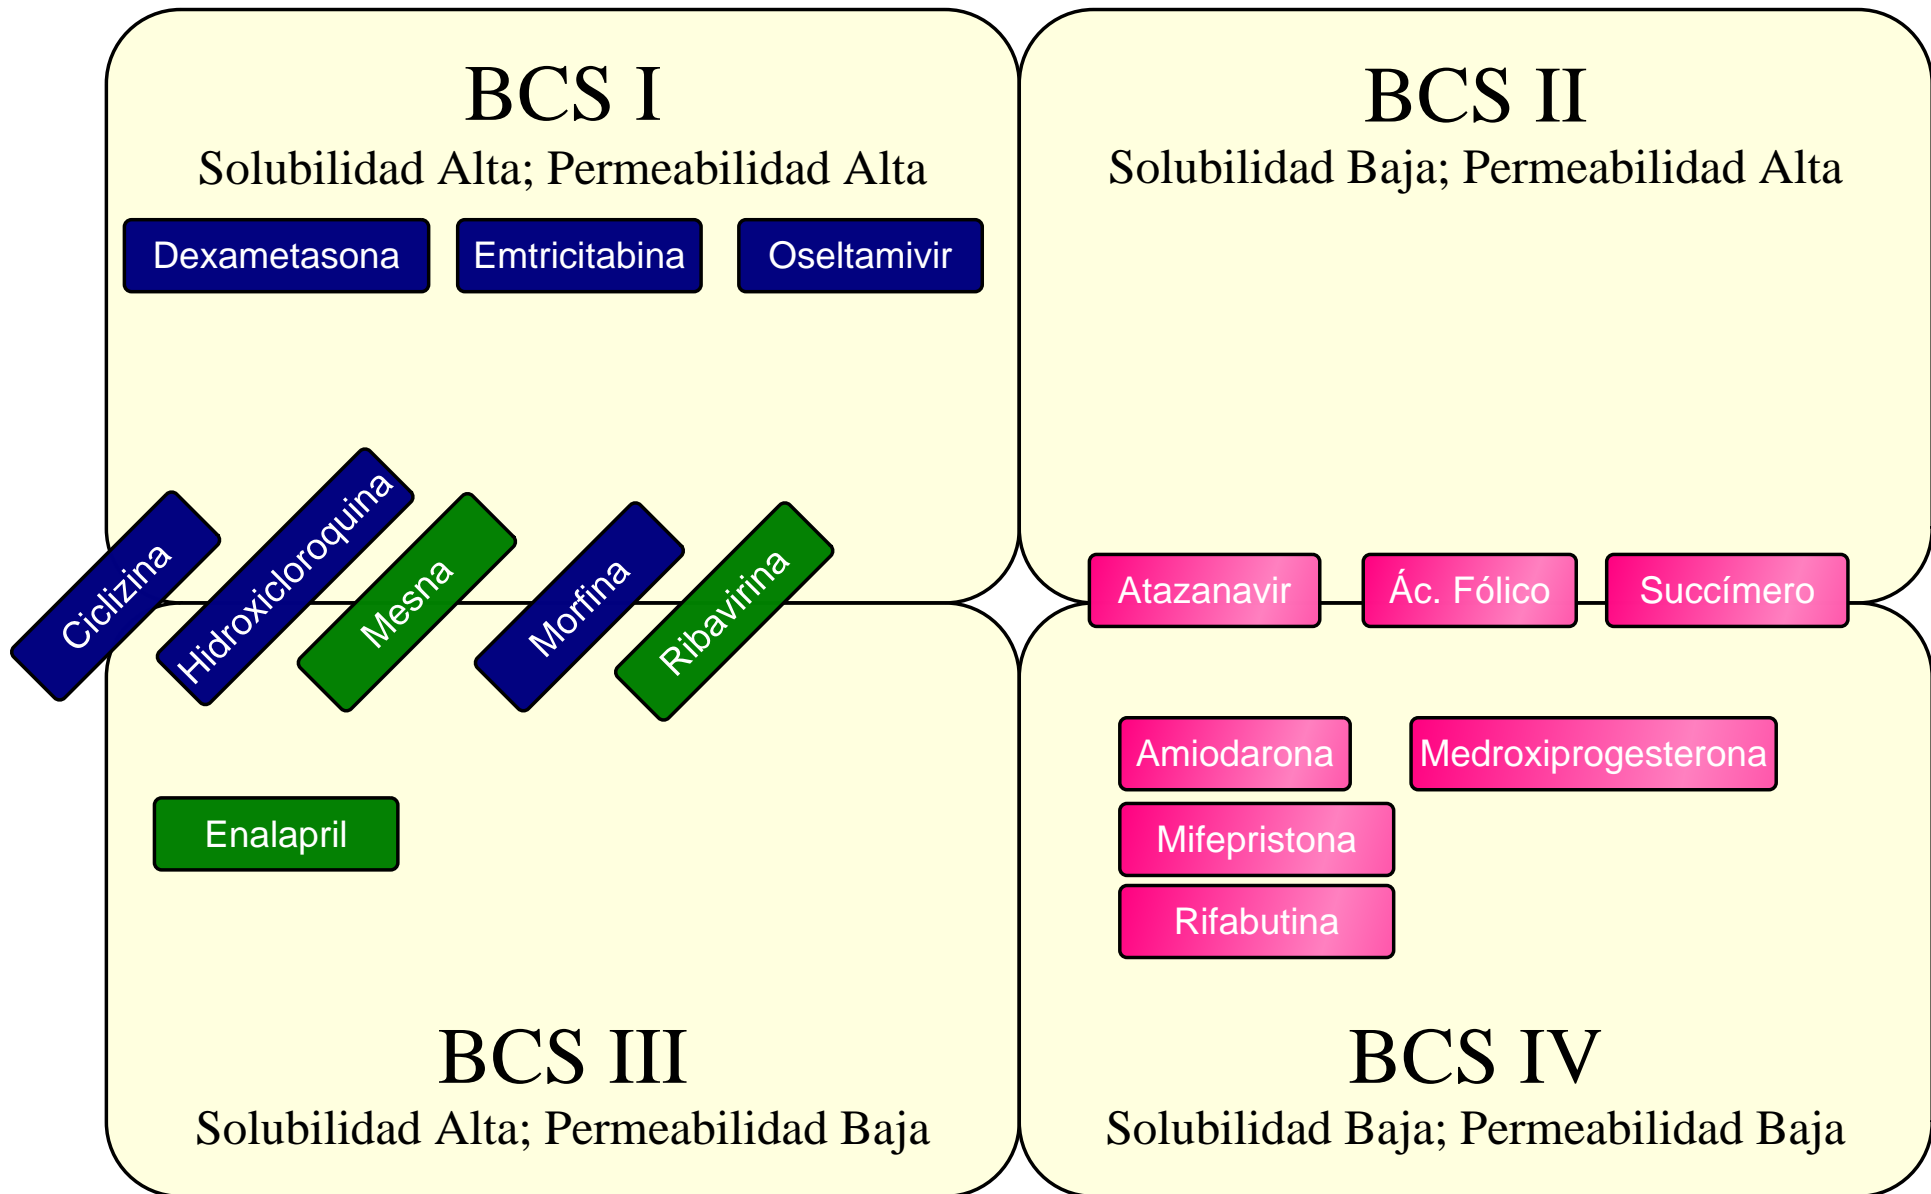 BCS I
Solubilidad Alta; Permeabilidad Alta
Dexametasona
Emtricitabina
Oseltamivir
BCS II
Solubilidad Baja; Permeabilidad Alta
Ciclizina
Hidroxicloroquina
Mesna
Morfina
Ribavirina
Atazanavir
Ác. Fólico
Succímero
Enalapril
BCS III
Solubilidad Alta; Permeabilidad Baja
Amiodarona
Medroxiprogesterona
Mifepristona
Rifabutina
BCS IV
Solubilidad Baja; Permeabilidad Baja